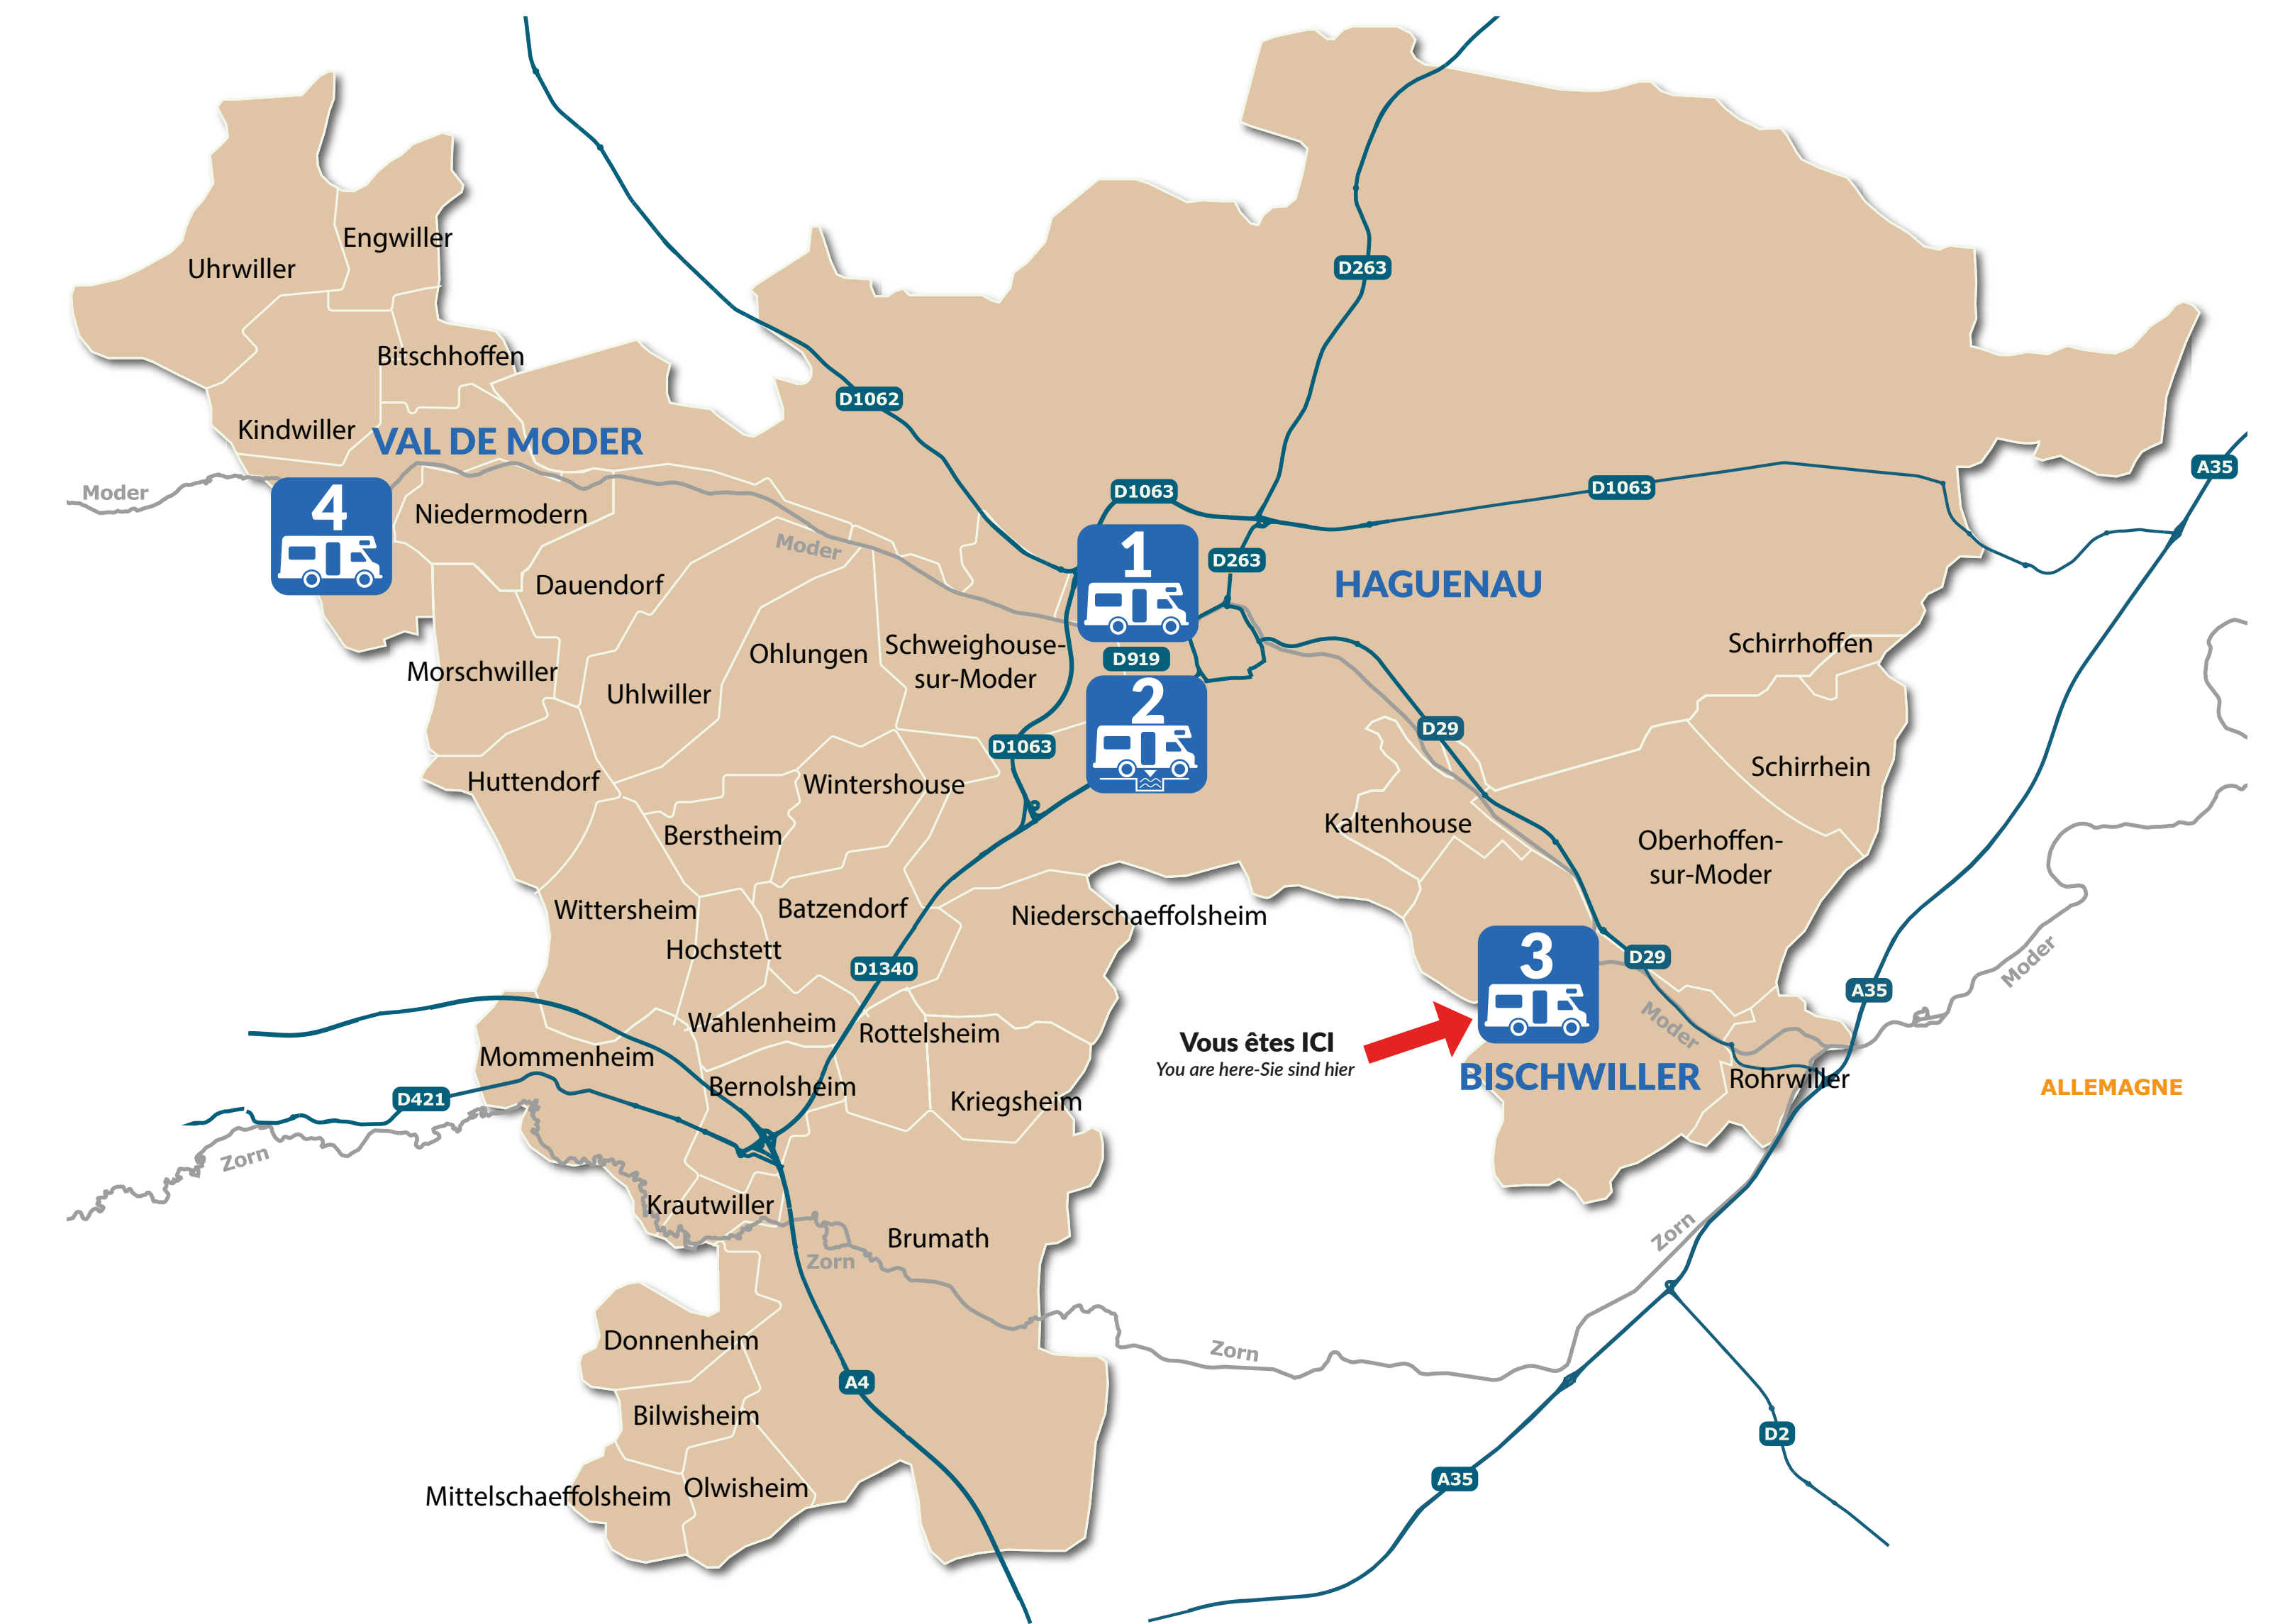 Engwiller
Uhrwiller
D263
Bitschhoffen
D1062
Kindwiller
VAL DE MODER
A35
Moder
4
Niedermodern
D1063
D1063
Moder
1
D263
HAGUENAU
Dauendorf
Schirrhoffen
Ohlungen
Schweighouse-
sur-Moder
D919
Morschwiller
Uhlwiller
2
D29
D1063
Schirrhein
Huttendorf
Wintershouse
Kaltenhouse
Berstheim
Oberhoffen-
sur-Moder
Wittersheim
Batzendorf
Niederschaeffolsheim
Hochstett
3
D29
Moder
D1340
A35
Wahlenheim
Rottelsheim
Moder
Vous êtes ICI
You are here-Sie sind hier
Mommenheim
BISCHWILLER
Rohrwiller
ALLEMAGNE
Bernolsheim
D421
Kriegsheim
Zorn
Krautwiller
Zorn
Brumath
Zorn
Donnenheim
Zorn
A4
Bilwisheim
D2
A35
Olwisheim
Mittelschaeffolsheim